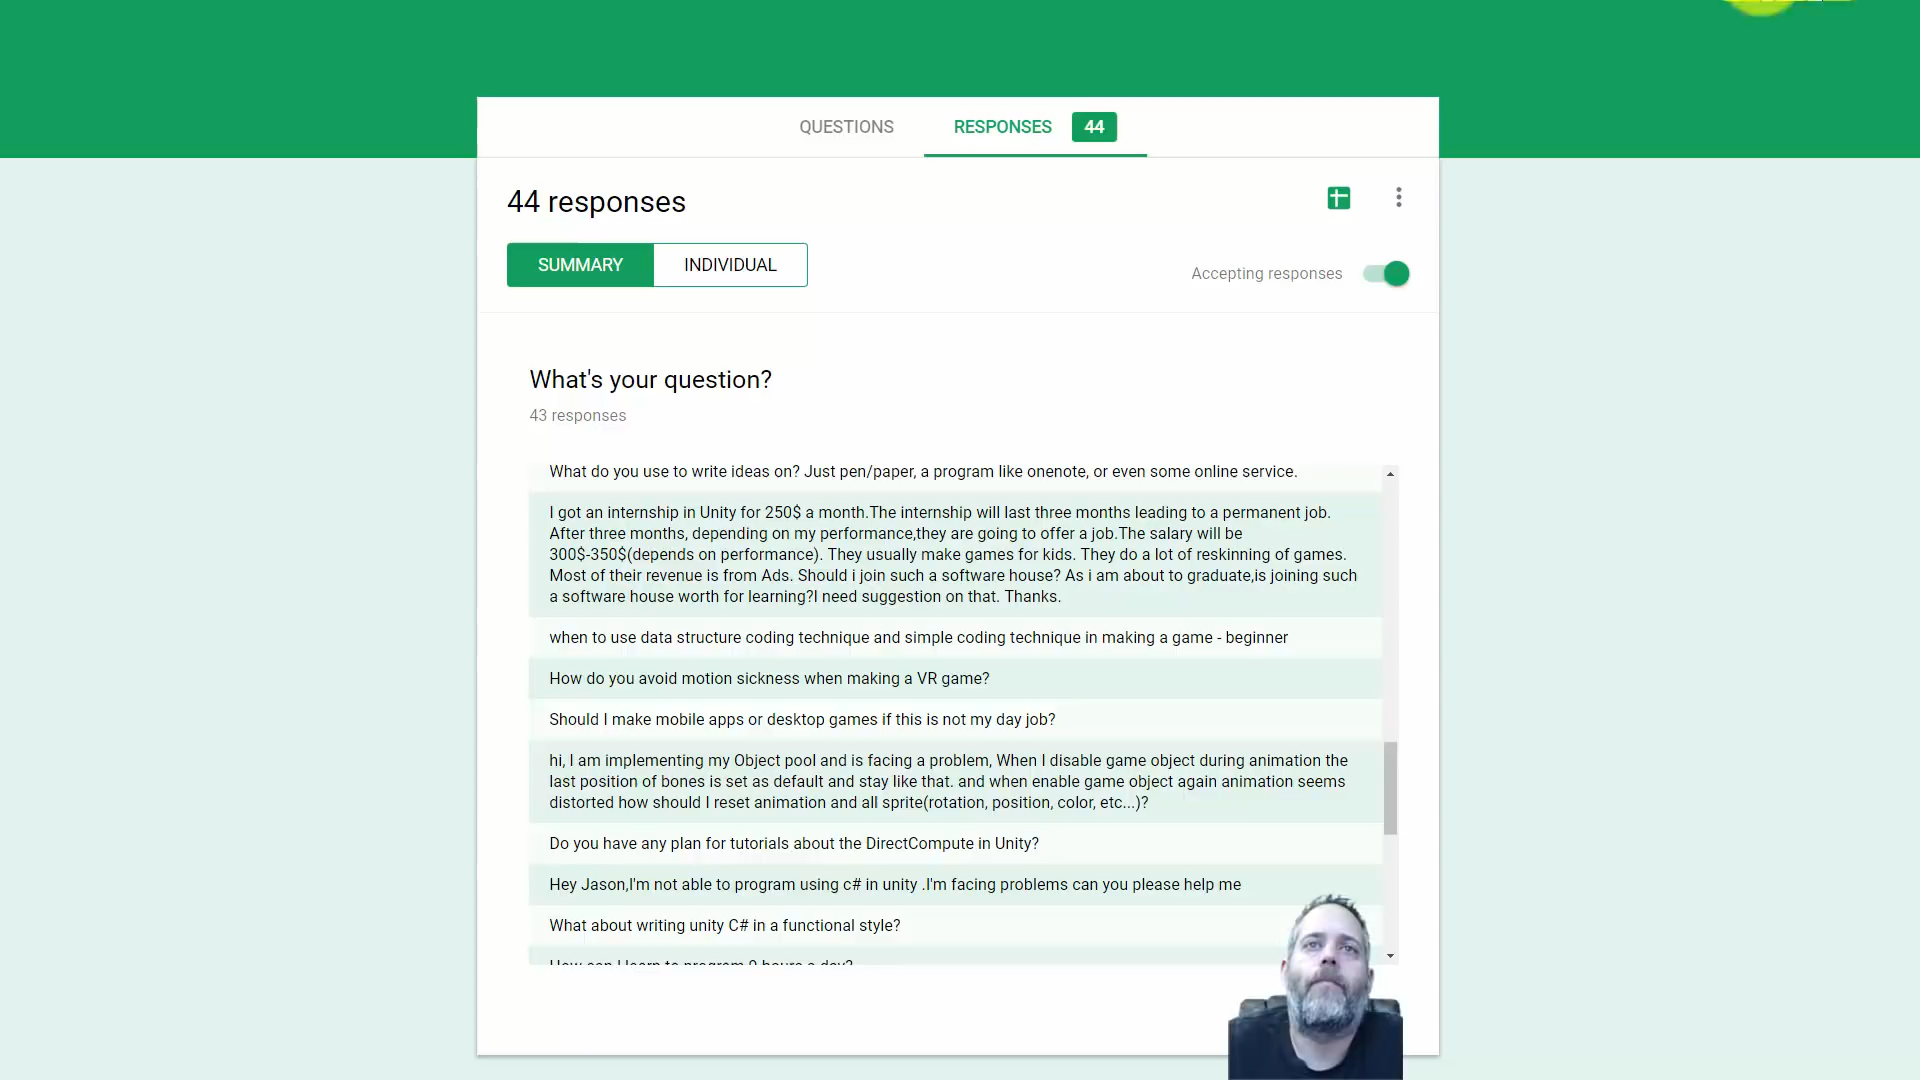 QUESTIONS
RESPONSES
44
44 responses
SUMMARY
INDIVIDUAL
Accepting responses
What's your question?
43 responses
What do you use to write ideas on? Just pen/paper, a program like onenote, or even some online service.
I got an internship in Unity for 250$ a month.The internship will last three months leading to a permanent job.
After three months, depending on my performance,they are going to offer a job.The salary will be
300$-350$(depends on performance). They usually make games for kids. They do a lot of reskinning of games.
Most of their revenue is from Ads. Should i join such a software house? As i am about to graduate,is joining such
a software house worth for learning?I need suggestion on that. Thanks.
when to use data structure coding technique and simple coding technique in making a game - beginner
How do you avoid motion sickness when making a VR game?
Should I make mobile apps or desktop games if this is not my day job?
hi, I am implementing my Object pool and is facing a problem, When I disable game object during animation the
last position of bones is set as default and stay like that. and when enable game object again animation seems
distorted how should I reset animation and all sprite(rotation, position, color, etc...)?
Do you have any plan for tutorials about the DirectCompute in Unity?
Hey Jason,I'm not able to program using c# in unity .I'm facing problems can you please help me
What about writing unity C# in a functional style?
How can I learn to program 9 hours a day?